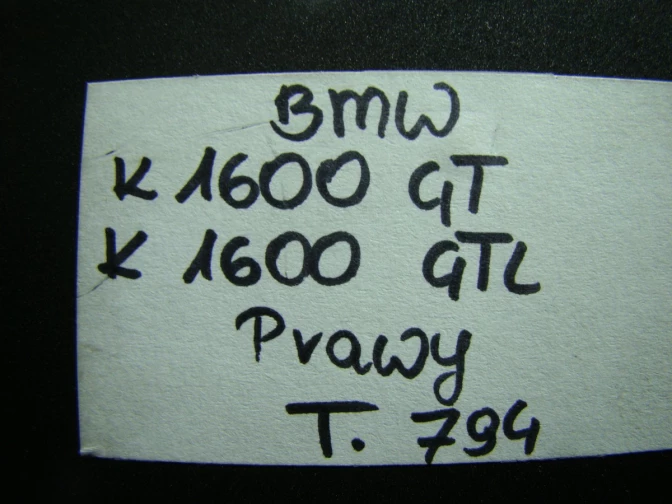 BMW
K 1600 GT
K 1600 GTL
Prawy
T. 794